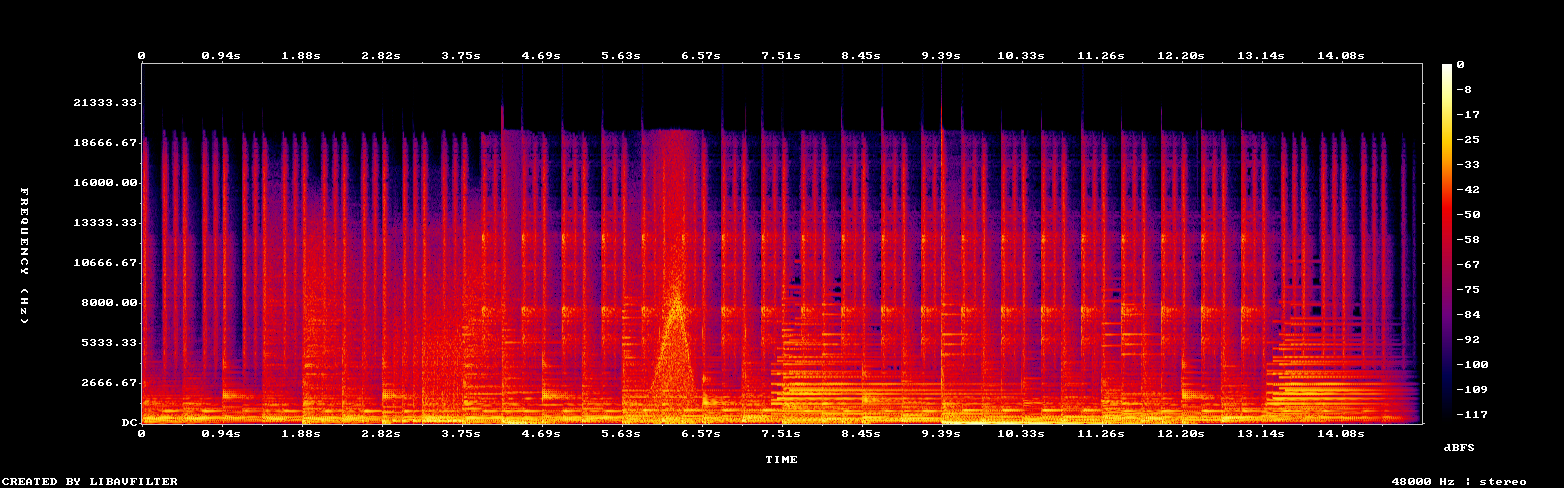 0 0.94s 1.88s 2.82s 3.75s 4.69s 5.63s 6.57s 7.51s 8.45s 9.39s 10.33s 11.26s 12.20s 13.14s 14.08s
21333.33
18666.67
16000.00
13333.33
10666.67
8000.00
5333.33
2666.67
DC
FREQUENCY (Hz)
0
-8
-17
-25
-33
-42
-50
-58
-67
-75
-84
-92
-100
-109
-117
0 0.94s 1.88s 2.82s 3.75s 4.69s 5.63s 6.57s 7.51s 8.45s 9.39s 10.33s 11.26s 12.20s 13.14s 14.08s
dBFS
TIME
CREATED BY LIBAVFILTER
48000 Hz | stereo